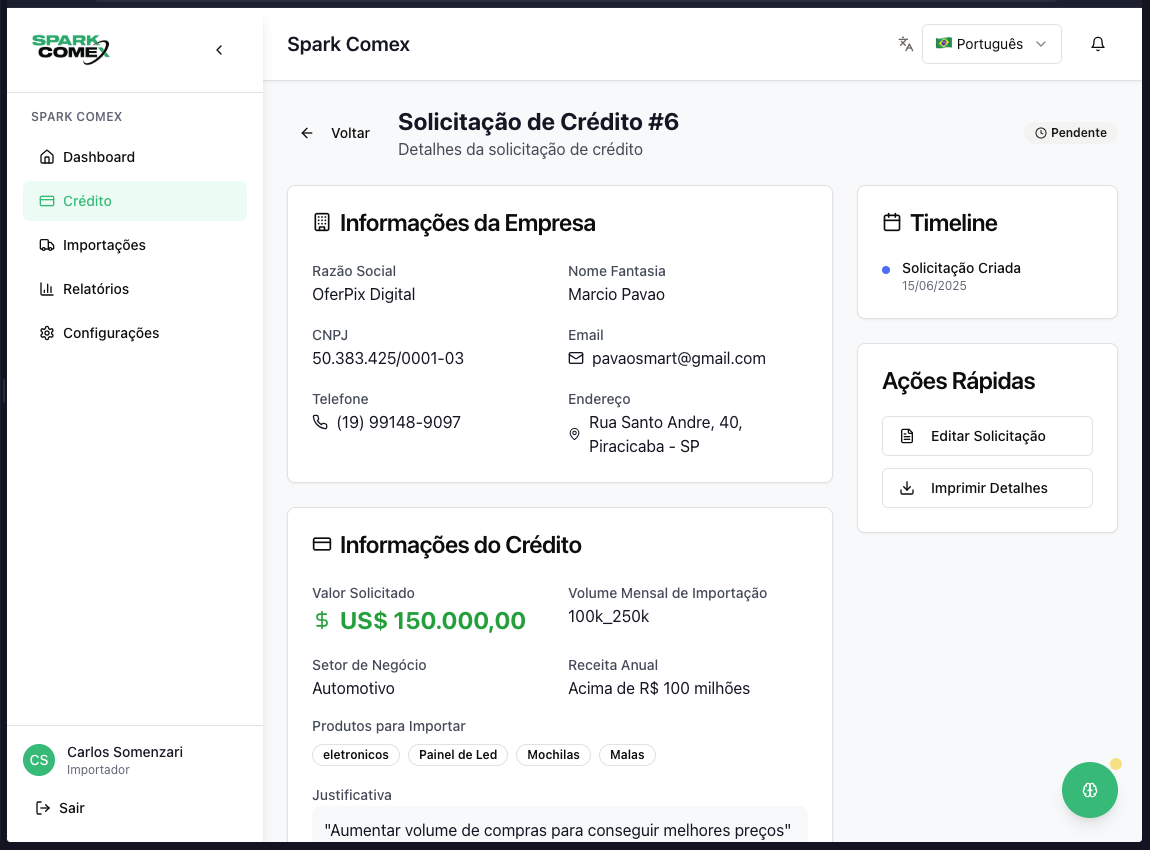 SPARK
COMEX
Spark Comex
Português
SPARK COMEX
Dashboard
Crédito
Importações
Relatórios
Configurações
Carlos Somenzari
CS
Importador
Sair
Voltar
Solicitação de Crédito #6
Detalhes da solicitação de crédito
Pendente
Informações da Empresa
Razão Social
OferPix Digital
Nome Fantasia
Marcio Pavao
CNPJ
50.383.425/0001-03
Email
pavaosmart@gmail.com
Telefone
(19) 99148-9097
Endereço
Rua Santo Andre, 40,
Piracicaba - SP
Informações do Crédito
Valor Solicitado
$ US$ 150.000,00
Volume Mensal de Importação
100k_250k
Setor de Negócio
Automotivo
Receita Anual
Acima de R$ 100 milhões
Produtos para Importar
eletronicos Painel de Led Mochilas Malas
Justificativa
"Aumentar volume de compras para conseguir melhores preços"
Timeline
Solicitação Criada
15/06/2025
Ações Rápidas
Editar Solicitação
Imprimir Detalhes